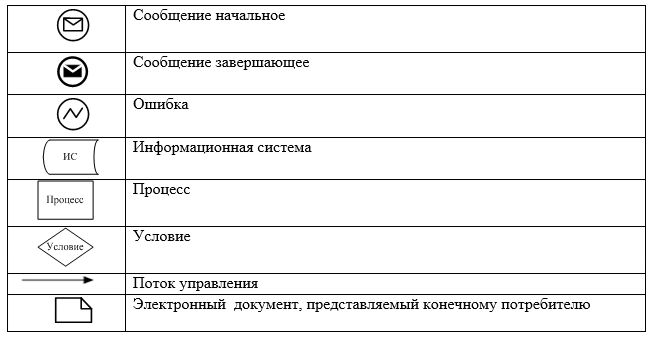 Сообщение начальное
Сообщение завершающее
Ошибка
ИС
Информационная система
Процесс
Процесс
Условие
Условие
Поток управления
Электронный документ, представляемый конечному потребителю